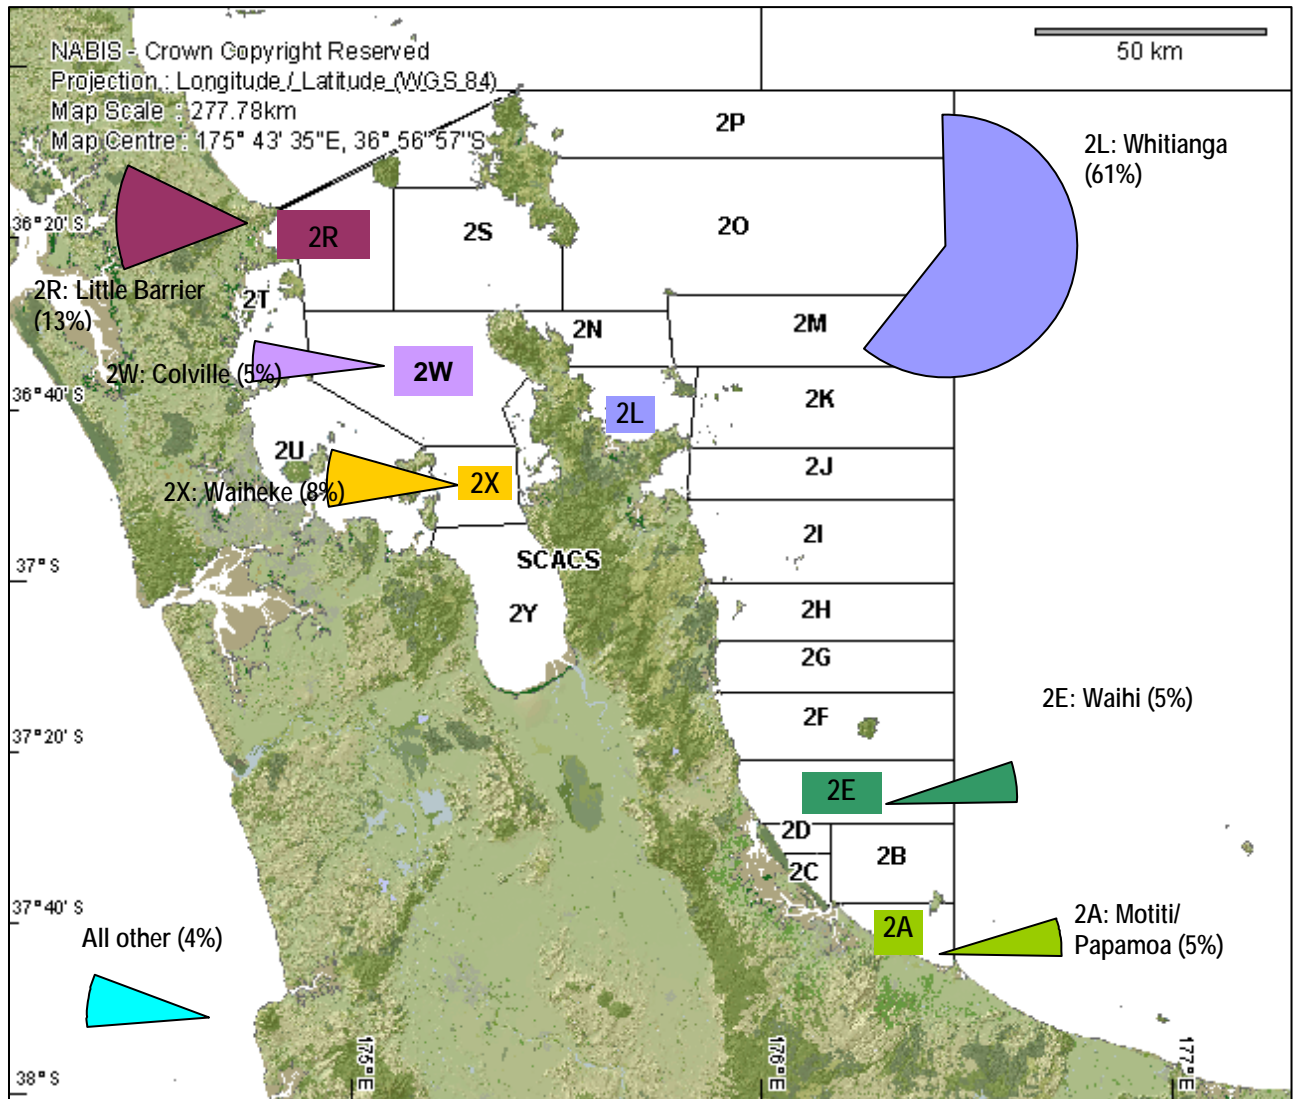 NABIS - Crown Copyright Reserved
Projection : Longitude / Latitude (WGS 84)
Map Scale : 277.78km
Map Centre : 175° 43' 35"E, 36° 56' 57"S
50 km
2P
2L: Whitianga
(61%)
36°20' S
2R
2S
2O
2R: Little Barrier
(13%)
2T
2N
2M
2W: Colville (5%)
2W
36°40' S
2L
2K
2U
2X: Waiheke (8%)
2X
2J
2I
SCACS
37°S
2Y
2H
2G
2E: Waihi (5%)
2F
37°20' S
2E
2D
2B
2C
37°40' S
2A
2A: Motiti/
Papamoa (5%)
All other (4%)
38°S
175°E
176°E
177°E